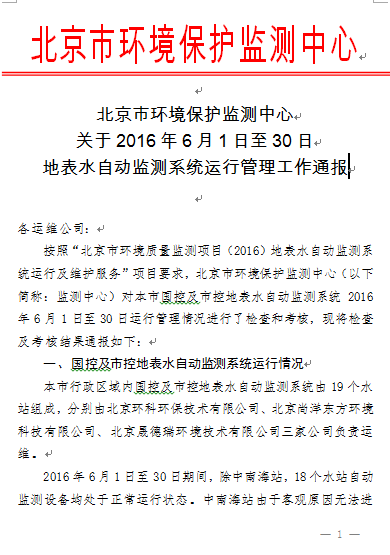 北京市环境保护监测中心
北京市环境保护监测中心
关于 2016 年 6 月 1 日至 30 日
地表水自动监测系统运行管理工作通报
各运维公司：
按照“北京市环境质量监测项目（2016）地表水自动监测系
统运行及维护服务”项目要求，北京市环境保护监测中心（以下
简称：监测中心）对本市国控及市控地表水自动监测系统 2016
年 6 月 1 日至 30 日运行管理情况进行了检查和考核，现将检查
及考核结果通报如下：
一、国控及市控地表水自动监测系统运行情况
本市行政区域内国控及市控地表水自动监测系统由 19 个水
站组成，分别由北京环科环保技术有限公司、北京尚洋东方环境
科技有限公司、北京晟德瑞环境技术有限公司三家公司负责运
维。
2016 年 6 月 1 日至 30 日期间，除中南海站，18 个水站自动
监测设备均处于正常运行状态。中南海站由于客观原因无法进
— 1 —